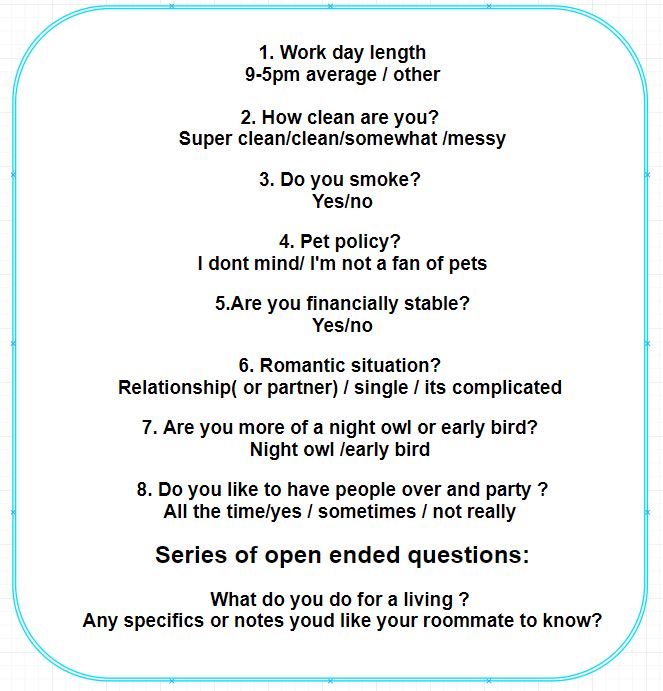 1. Work day length
9-5pm average / other
2. How clean are you?
Super clean/clean/somewhat /messy
3. Do you smoke?
Yes/no
4. Pet policy?
I dont mind/ I'm not a fan of pets
5.Are you financially stable?
Yes/no
6. Romantic situation?
Relationship( or partner) / single / its complicated
7. Are you more of a night owl or early bird?
Night owl /early bird
8. Do you like to have people over and party ?
All the time/yes / sometimes / not really
Series of open ended questions:
What do you do for a living ?
Any specifics or notes youd like your roommate to know?